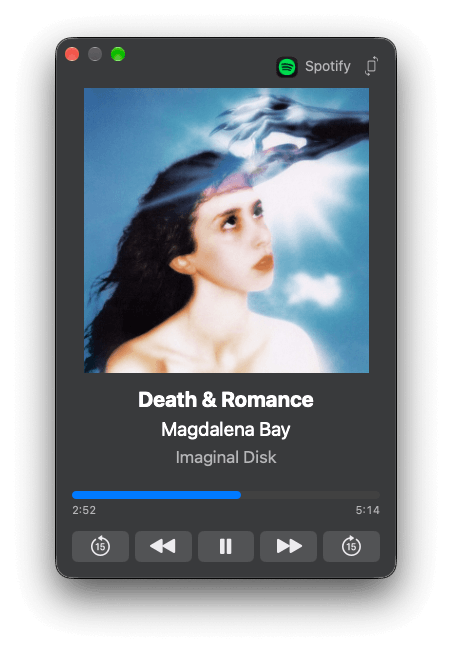 Spotify
Death & Romance
Magdalena Bay
Imaginal Disk
2:52 5:14
15 15